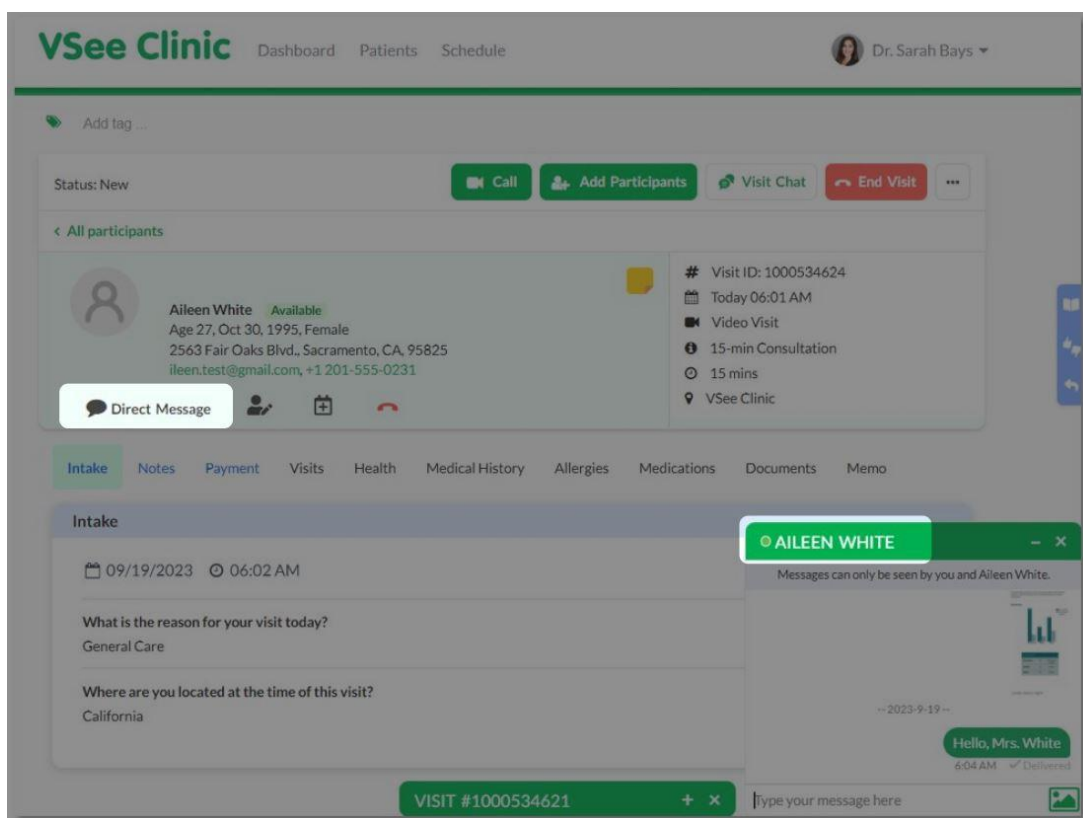 VSee Clinic Dashboard Patients Schedule Dr. Sarah Bays
Add tag ...
Status: New Call Add Participants Visit Chat End Visit ...
< All participants
Aileen White Available
Age 27, Oct 30, 1995, Female
2563 Fair Oaks Blvd., Sacramento, CA, 95825
ileen.test@gmail.com, +1 201-555-0231
Direct Message
# Visit ID: 1000534624
Today 06:01 AM
Video Visit
15-min Consultation
15 mins
VSee Clinic
Intake Notes Payment Visits Health Medical History Allergies Medications Documents Memo
Intake
09/19/2023 06:02 AM
What is the reason for your visit today?
General Care
Where are you located at the time of this visit?
California
VISIT #1000534621 + ×
AILEEN WHITE – ×
Messages can only be seen by you and Aileen White.
-- 2023-9-19 --
Hello, Mrs. White
6:04 AM ✓ Delivered
Type your message here